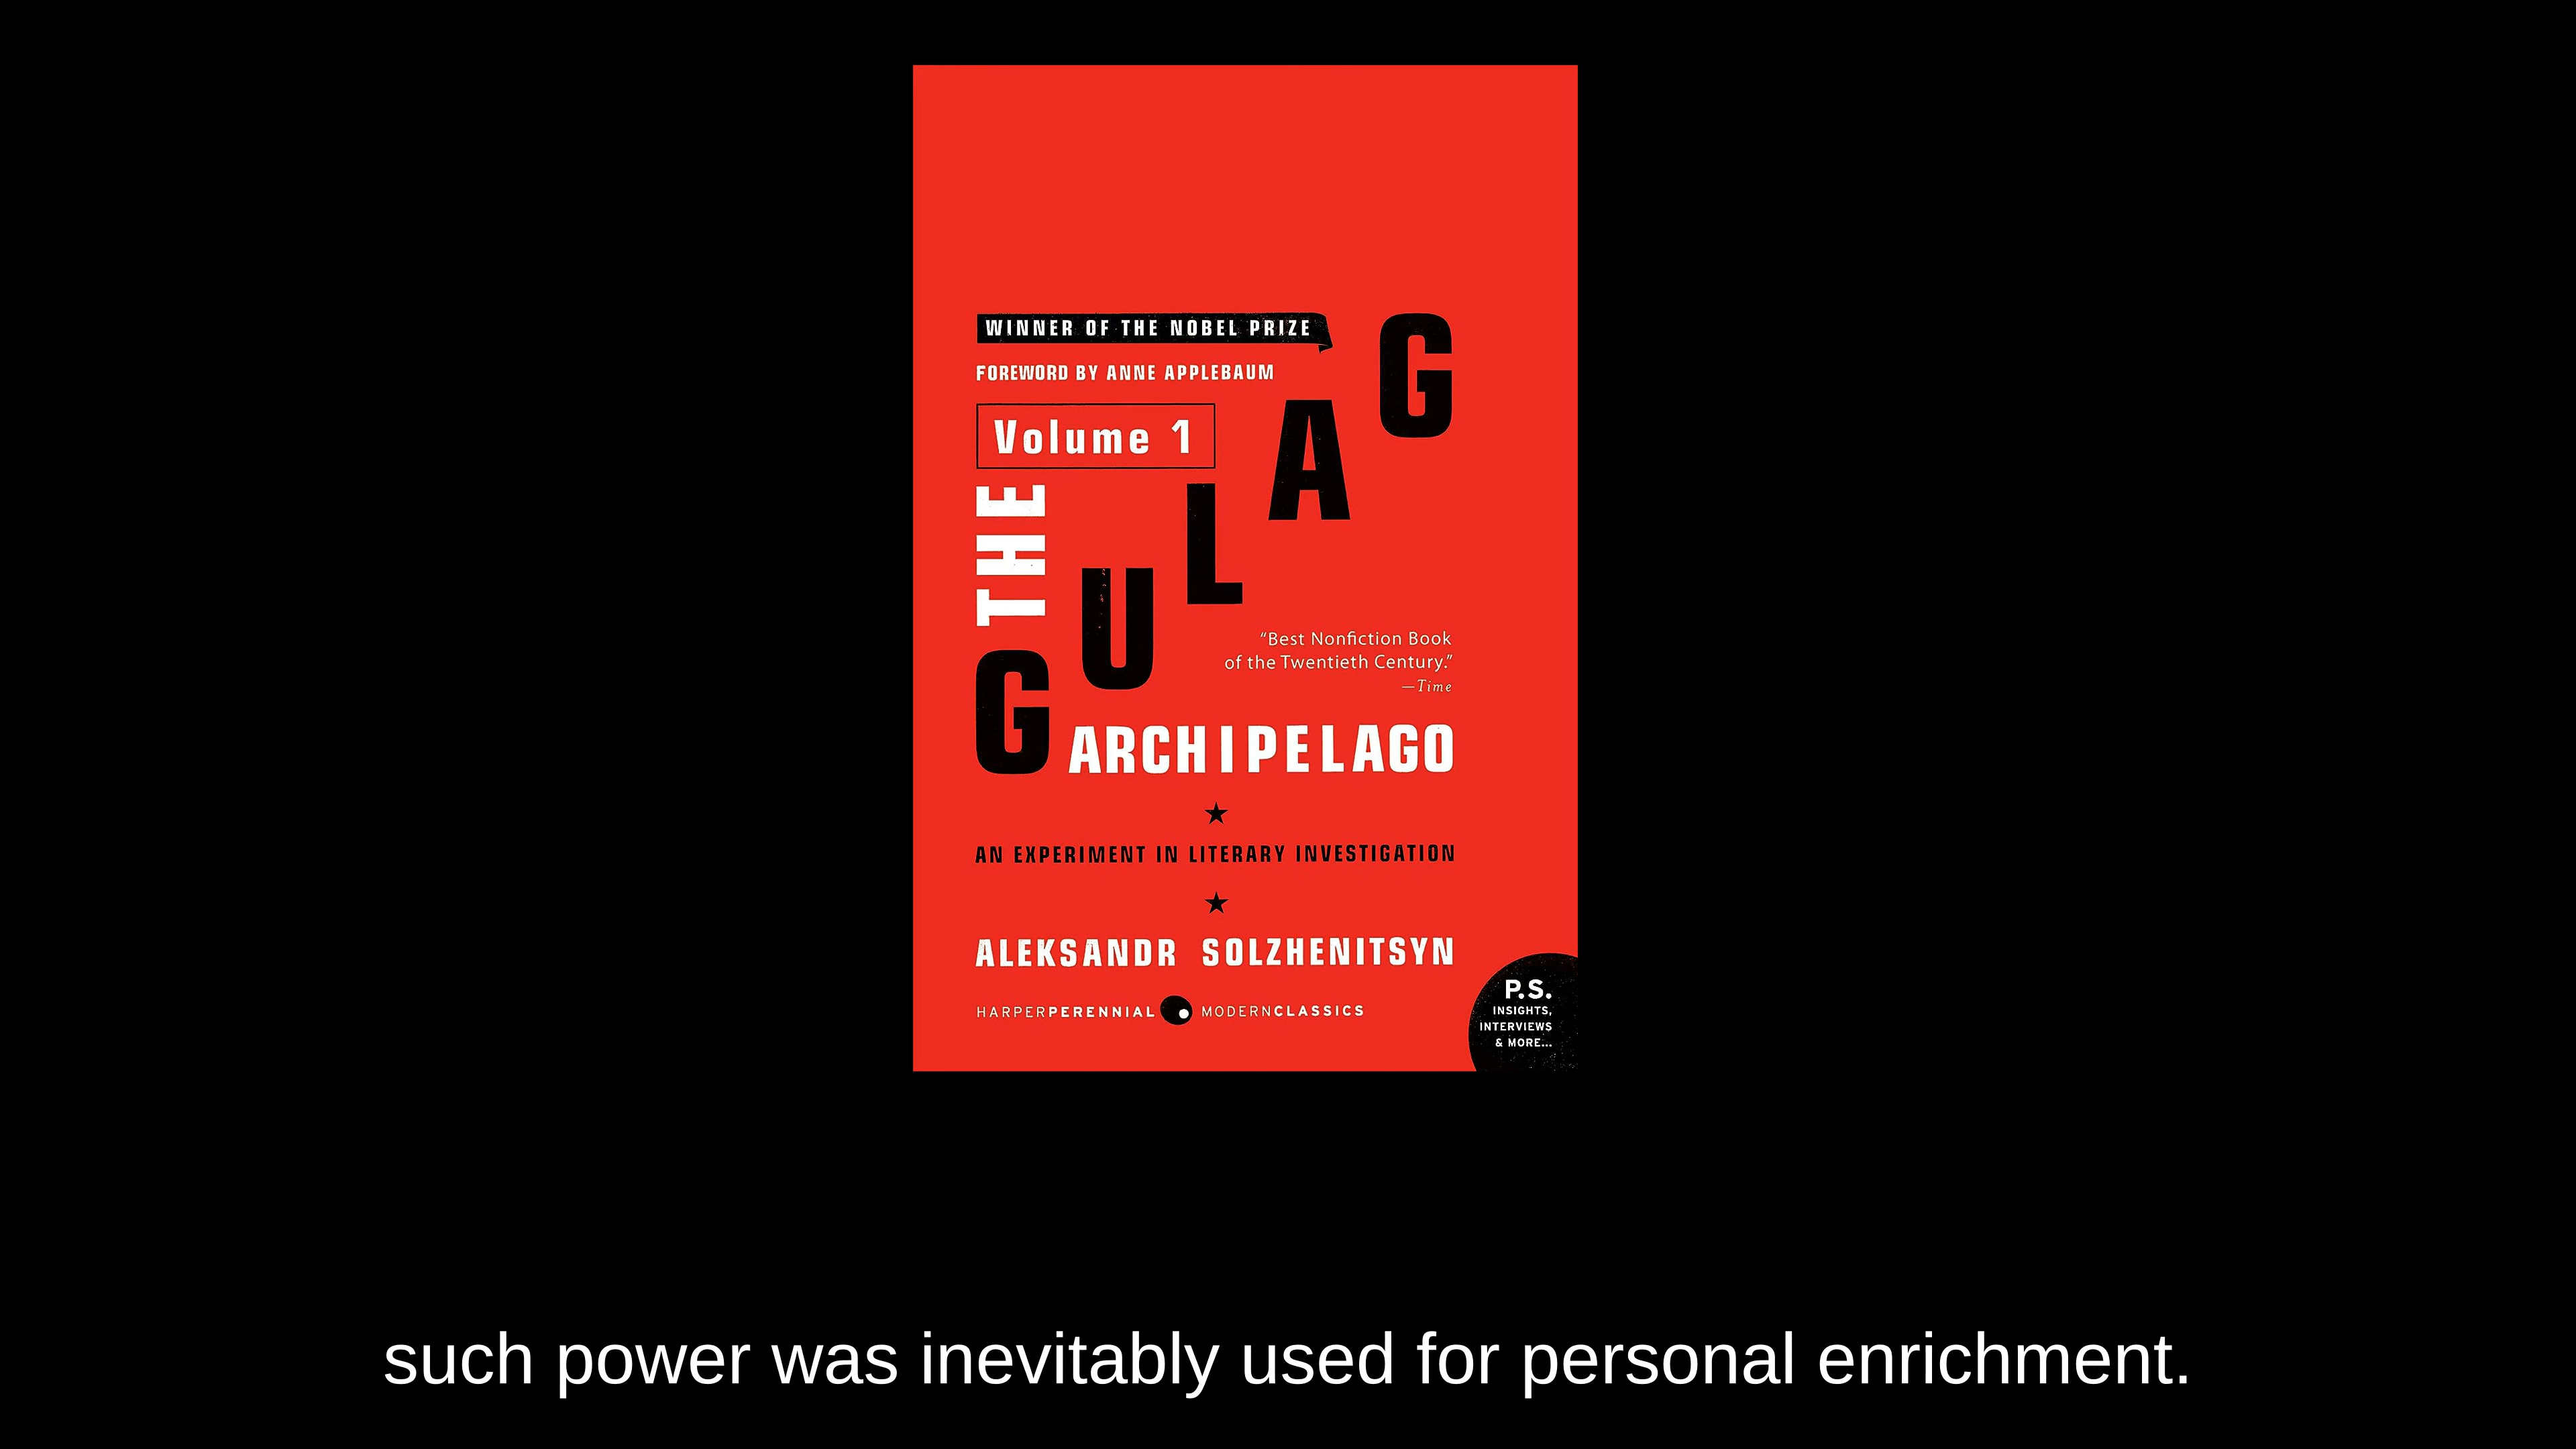 WINNER OF THE NOBEL PRIZE
FOREWORD BY ANNE APPLEBAUM
Volume 1
THE
GULAG
"Best Nonfiction Book
of the Twentieth Century."
—Time
ARCHIPELAGO
AN EXPERIMENT IN LITERARY INVESTIGATION
ALEKSANDR SOLZHENITSYN
HARPERPERENNIAL MODERNCLASSICS
P.S.
INSIGHTS,
INTERVIEWS
& MORE...
such power was inevitably used for personal enrichment.